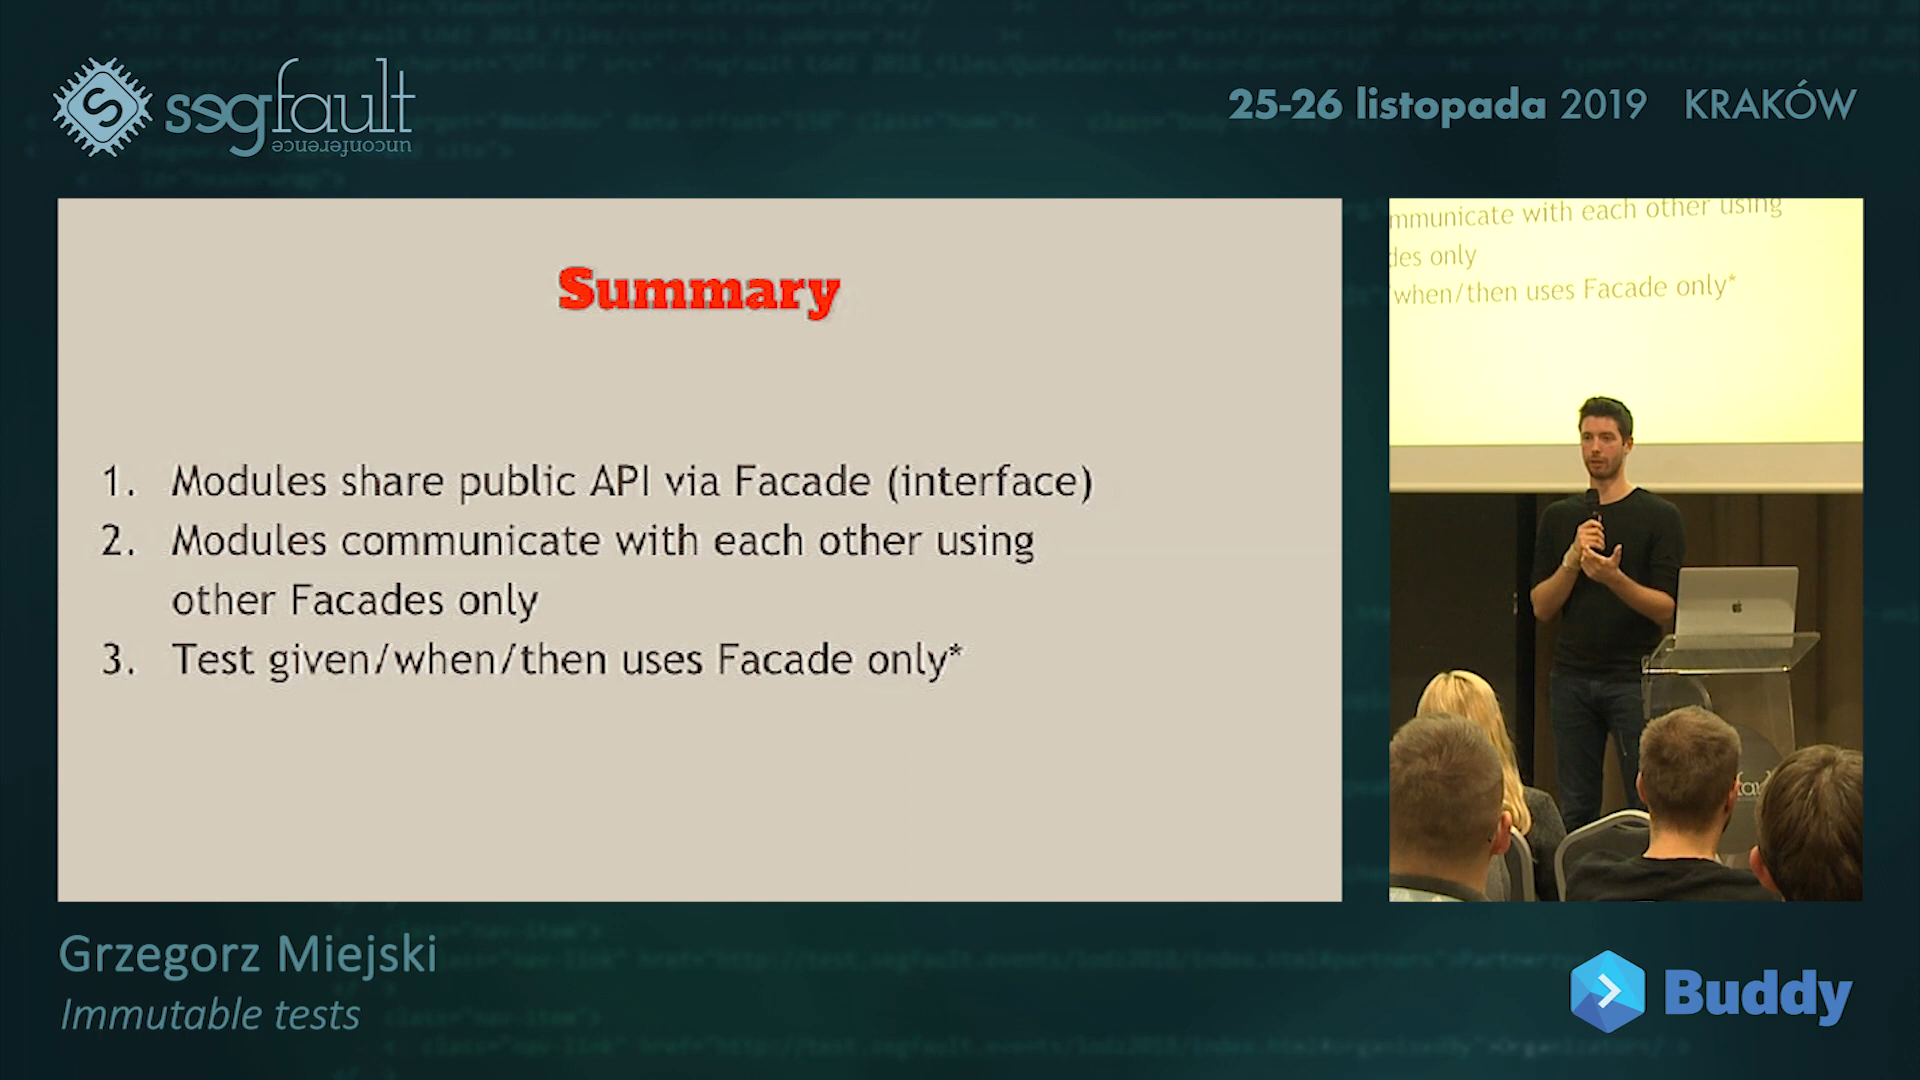 segfault
unconference
25-26 listopada 2019 KRAKÓW
Summary
1. Modules share public API via Facade (interface)
2. Modules communicate with each other using
other Facades only
3. Test given/when/then uses Facade only*
mmunicate with each other using
des only
when/then uses Facade only*
fau
Grzegorz Miejski
Immutable tests
Buddy